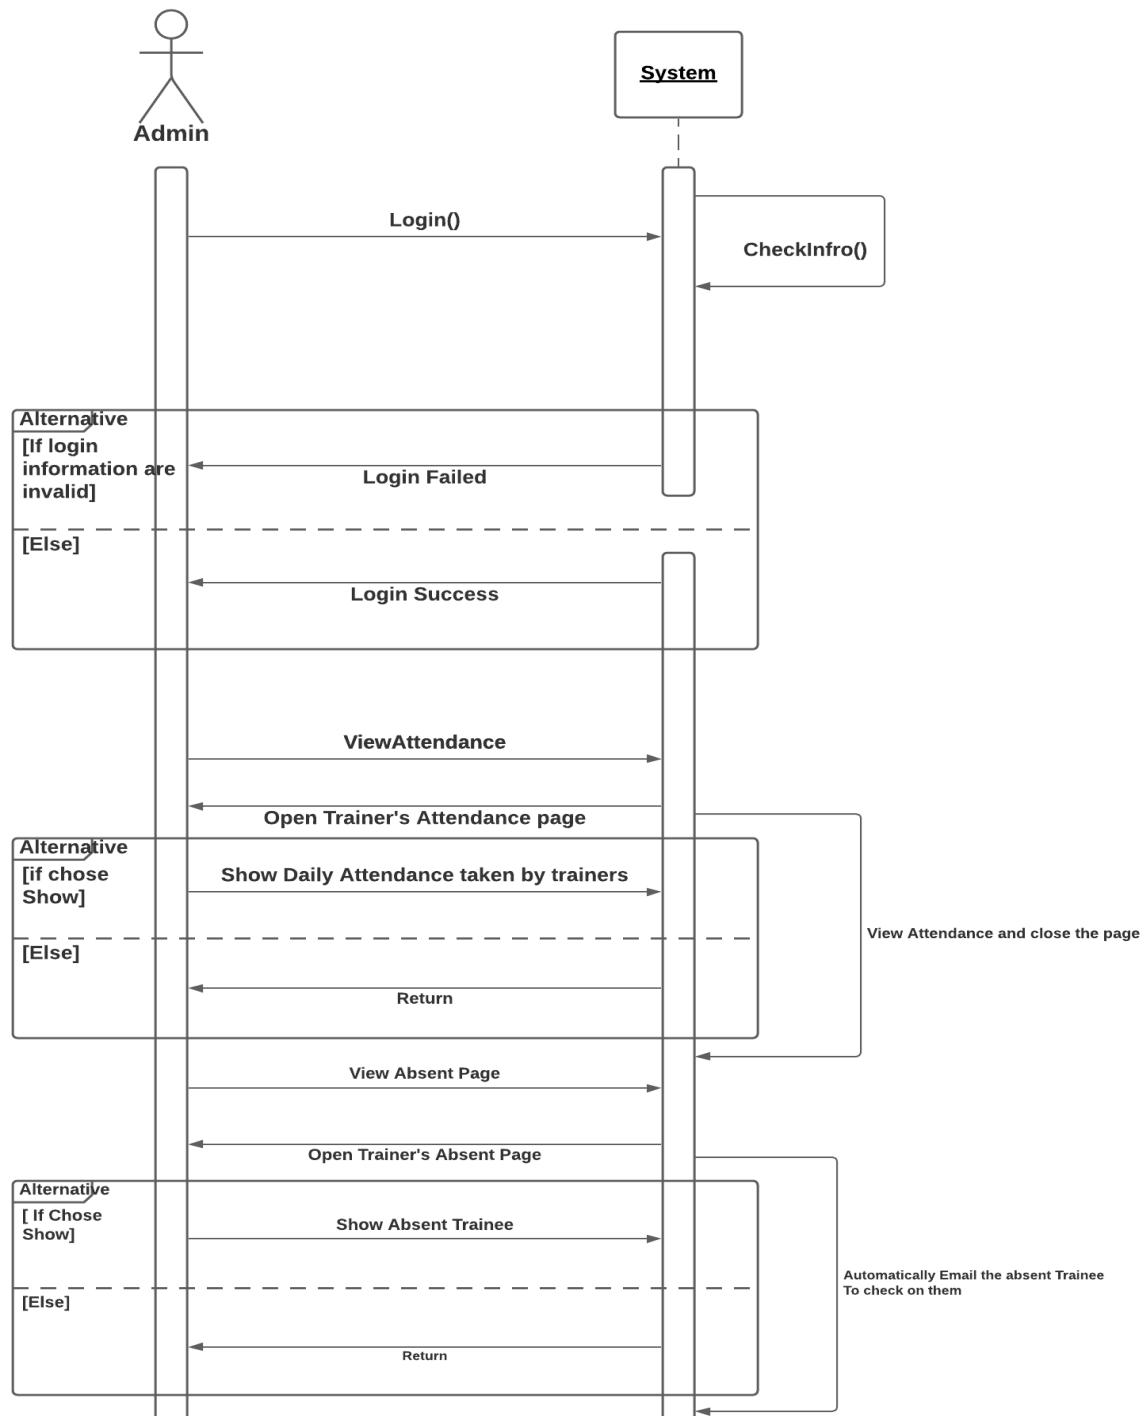 System
Admin
Login()
CheckInfro()
Alternative
[If login
information are
invalid]
Login Failed
[Else]
Login Success
ViewAttendance
Open Trainer's Attendance page
Alternative
[if chose
Show]
Show Daily Attendance taken by trainers
View Attendance and close the page
[Else]
Return
View Absent Page
Open Trainer's Absent Page
Alternative
[ If Chose
Show]
Show Absent Trainee
Automatically Email the absent Trainee
To check on them
[Else]
Return